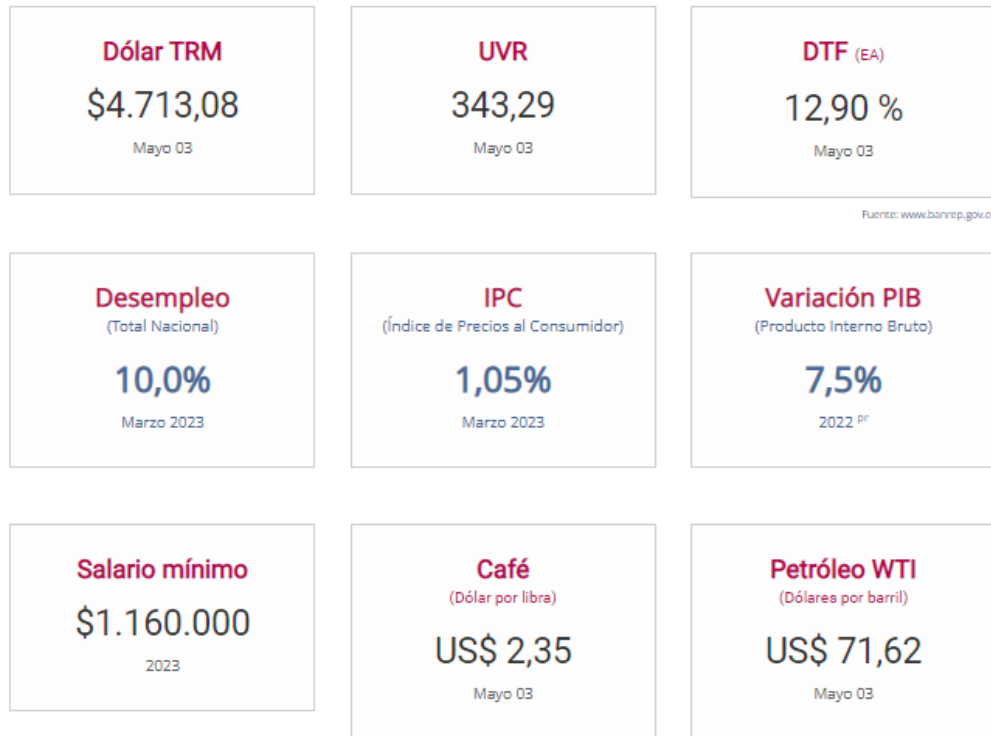 Dólar TRM
$4.713,08
Mayo 03
UVR
343,29
Mayo 03
DTF (EA)
12,90 %
Mayo 03
Fuente: www.banrep.gov.c
Desempleo
(Total Nacional)
10,0%
Marzo 2023
IPC
(Índice de Precios al Consumidor)
1,05%
Marzo 2023
Variación PIB
(Producto Interno Bruto)
7,5%
2022 pr
Salario mínimo
$1.160.000
2023
Café
(Dólar por libra)
US$ 2,35
Mayo 03
Petróleo WTI
(Dólares por barril)
US$ 71,62
Mayo 03